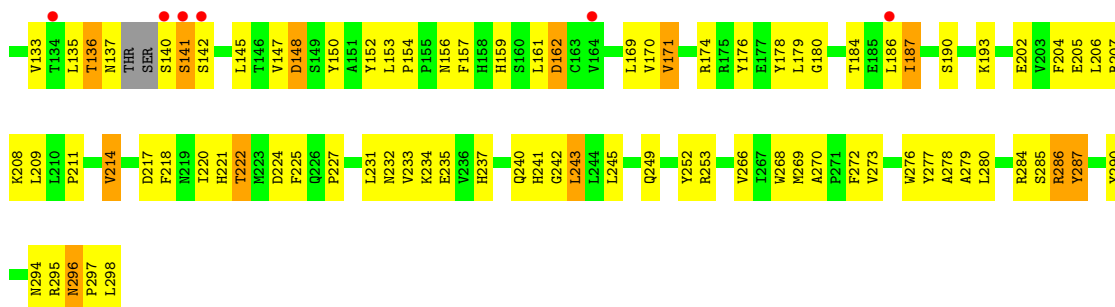 V133 T134 L135 T136 N137 THR SER S140 S141 S142 L145 T146 V147 D148 S149 Y150 A151 Y152 L153 P154 P155 N156 F157 H158 H159 S160 L161 D162 C163 V164 L169 V170 V171 R174 R175 Y176 E177 Y178 L179 G180 T184 E185 L186 I187 S190 K193 E202 V203 F204 E205 L206
K208 L209 L210 P211 V214 D217 F218 N219 I220 H221 T222 M223 D224 F225 Q226 P227 L231 N232 V233 K234 E235 V236 H237 Q240 H241 G242 L243 L244 L245 Q249 Y252 R253 V266 I267 W268 M269 A270 P271 F272 V273 W276 Y277 A278 A279 L280 R284 S285 R286 Y287
N294 R295 N296 P297 L298